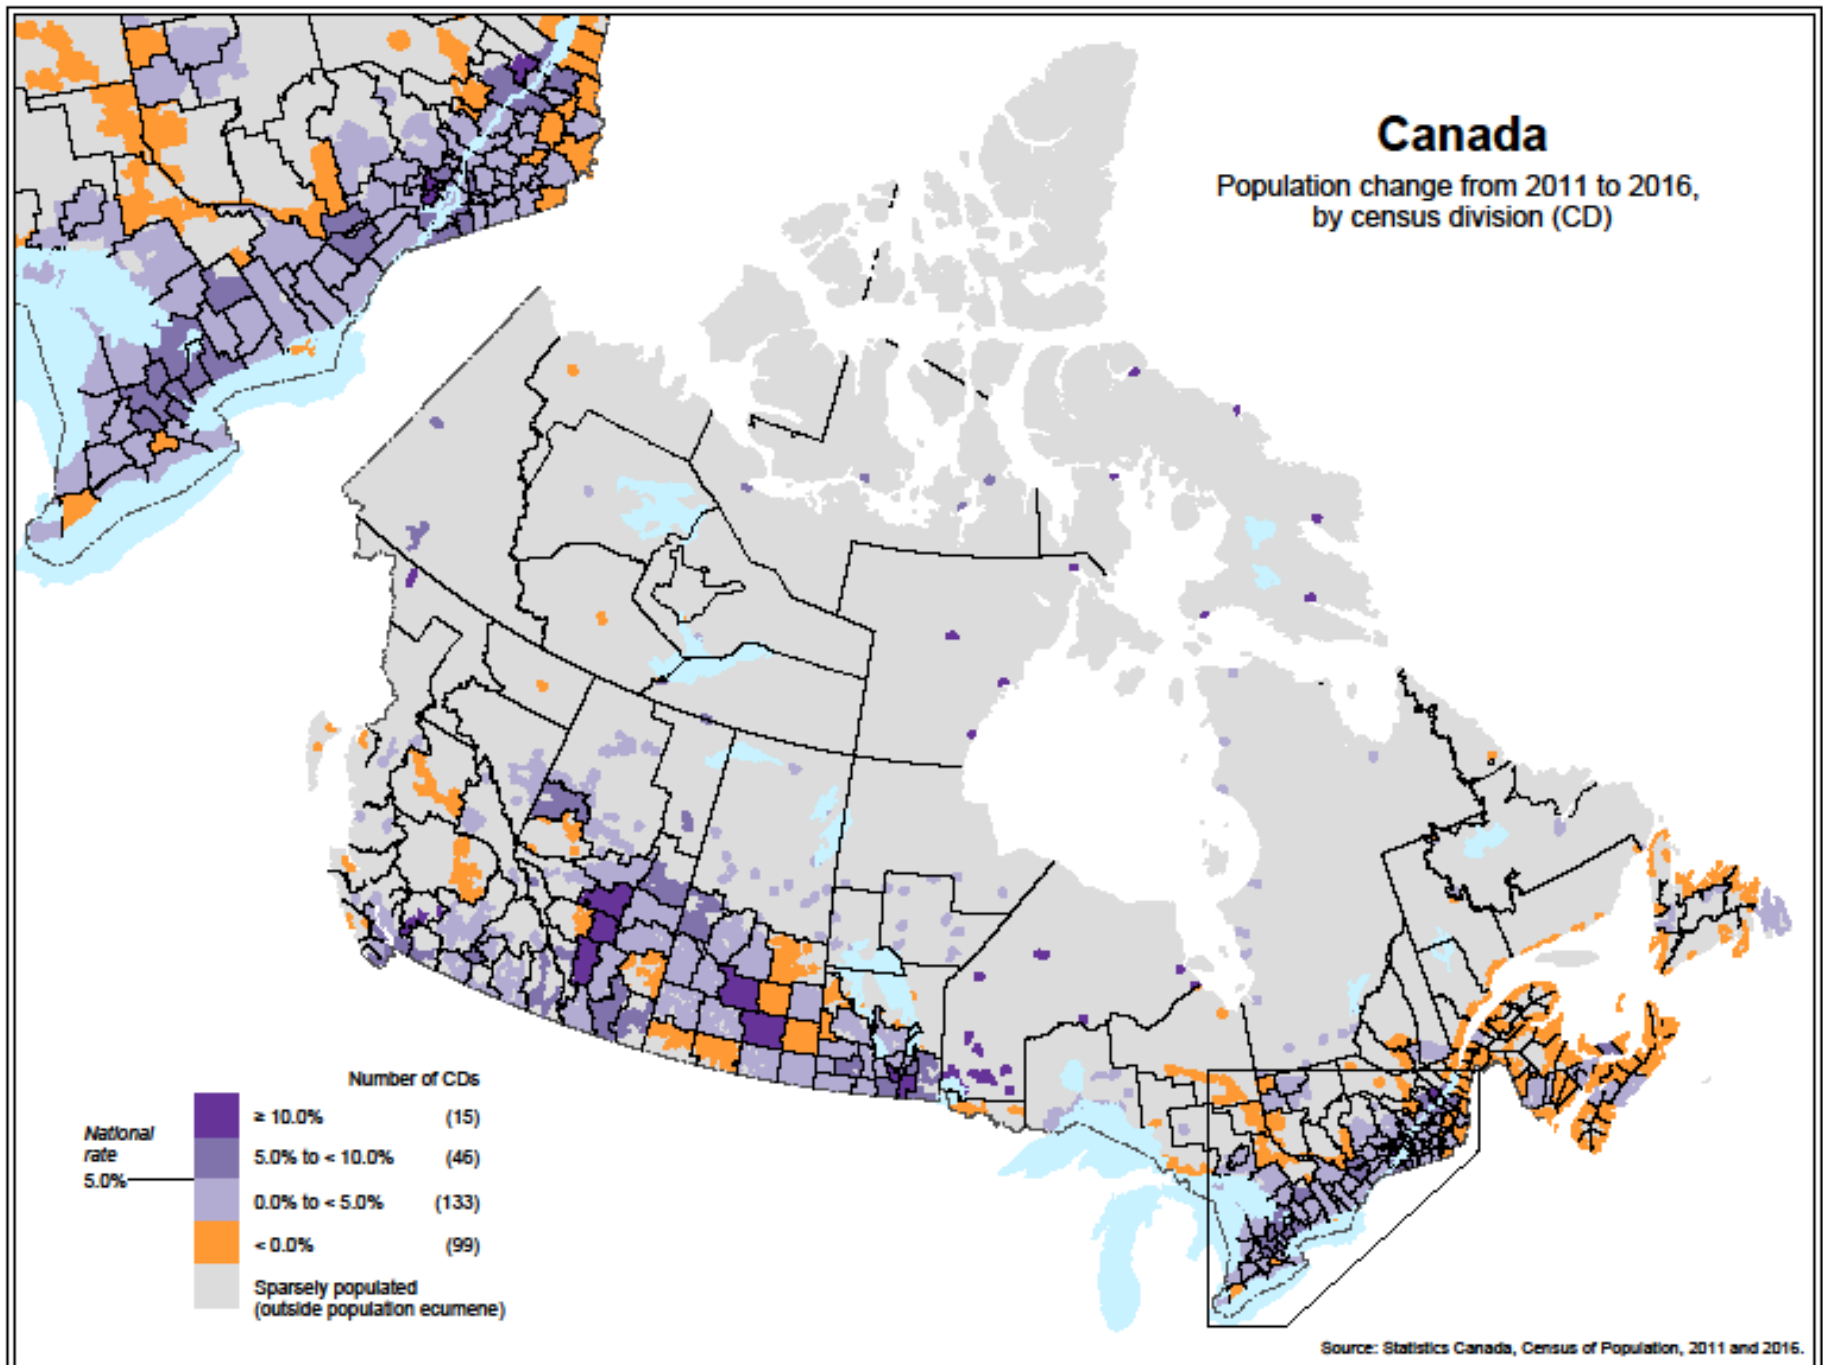 Canada
Population change from 2011 to 2016,
by census division (CD)
Number of CDs
National
rate
5.0%
≥ 10.0% (15)
5.0% to < 10.0% (46)
0.0% to < 5.0% (133)
< 0.0% (99)
Sparsely populated
(outside population ecumene)
Source: Statistics Canada, Census of Population, 2011 and 2016.